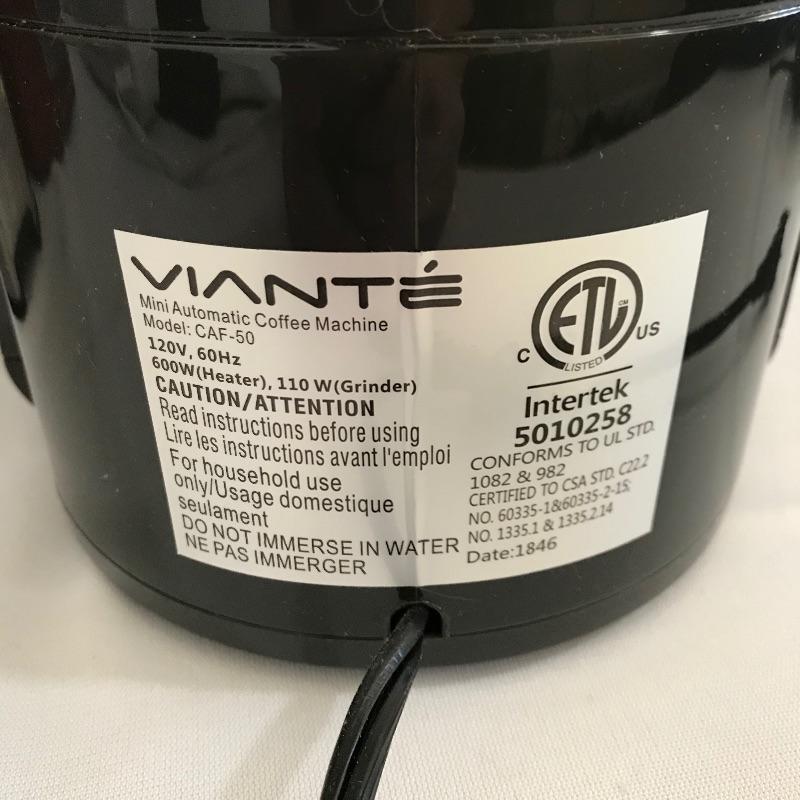 VIANTÉ
Mini Automatic Coffee Machine
Model: CAF-50
120V, 60Hz
600W(Heater), 110 W(Grinder)
CAUTION/ATTENTION
Read instructions before using
Lire les instructions avant l'emploi
For household use
only/Usage domestique
seulament
DO NOT IMMERSE IN WATER
NE PAS IMMERGER
ETL CM
C US
LISTED
Intertek
5010258
CONFORMS TO UL STD.
1082 & 982
CERTIFIED TO CSA STD. C22.2
NO. 60335-1&60335-2-15;
NO. 1335.1 & 1335.2.14
Date:1846